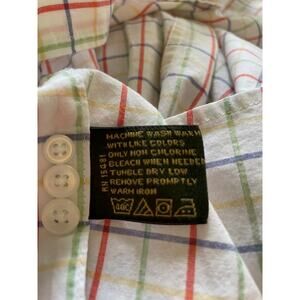 MACHINE WASH WARM
WITH LIKE COLORS
ONLY NON CHLORINE
BLEACH WHEN NEEDED
TUMBLE DRY LOW
REMOVE PROMPTLY
WARM IRON
RN 15481
40C